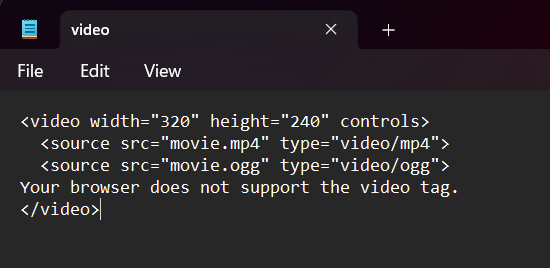 video
File Edit View
<video width="320" height="240" controls>
  <source src="movie.mp4" type="video/mp4">
  <source src="movie.ogg" type="video/ogg">
Your browser does not support the video tag.
</video>